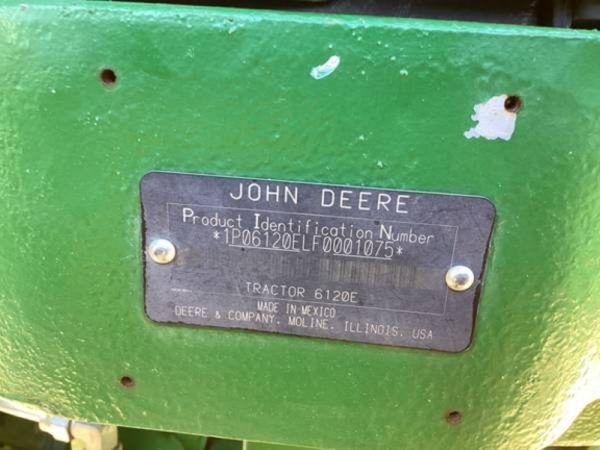 JOHN DEERE
Product Identification Number
*1P06120ELF0001075*
TRACTOR 6120E
MADE IN MEXICO
DEERE & COMPANY, MOLINE, ILLINOIS, USA